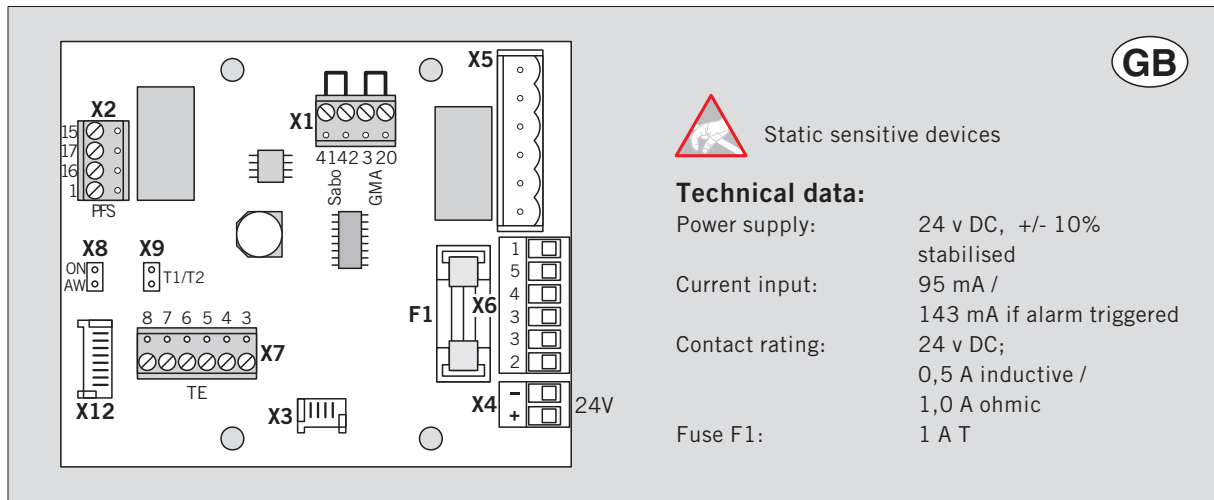 GB
X5
X2
X1
15
17
16
1
PFS
41 42 3 20
Sabo
GMA
X8
X9
ON
AW
T1/T2
8 7 6 5 4 3
X7
TE
X12
X3
F1
X6
1
5
4
3
3
2
X4
–
+
24V
Static sensitive devices
Technical data:
Power supply: 24 v DC, +/- 10%
stabilised
Current input: 95 mA /
143 mA if alarm triggered
Contact rating: 24 v DC;
0,5 A inductive /
1,0 A ohmic
Fuse F1: 1 A T